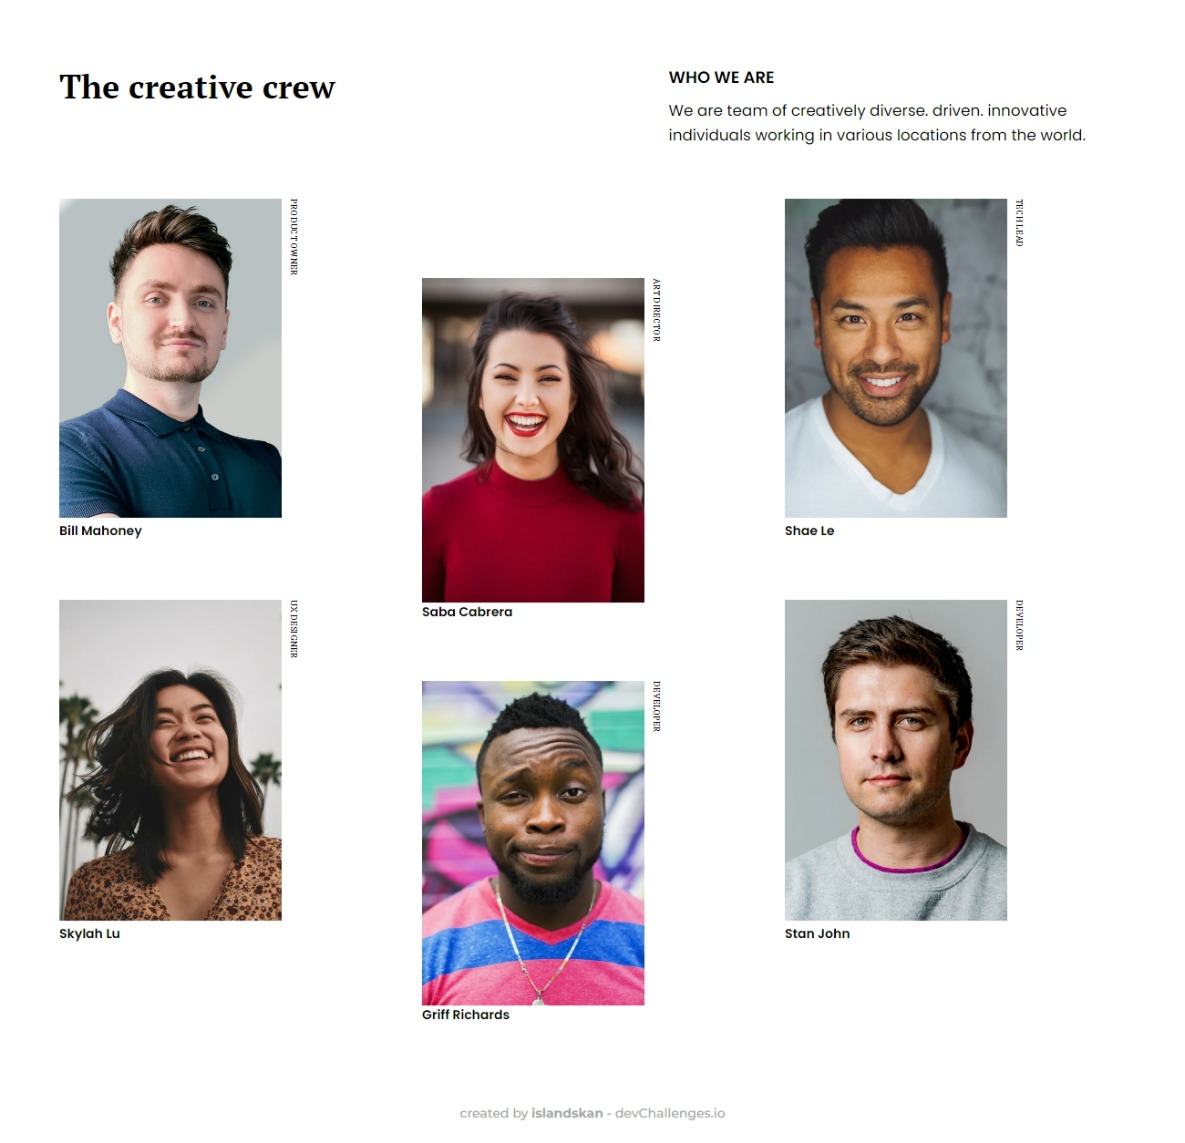 The creative crew
WHO WE ARE
We are team of creatively diverse. driven. innovative
individuals working in various locations from the world.
PRODUCT OWNER
Bill Mahoney
ART DIRECTOR
Saba Cabrera
TECH LEAD
Shae Le
UX DESIGNER
Skylah Lu
DEVELOPER
Griff Richards
DEVELOPER
Stan John
created by islandskan - devChallenges.io